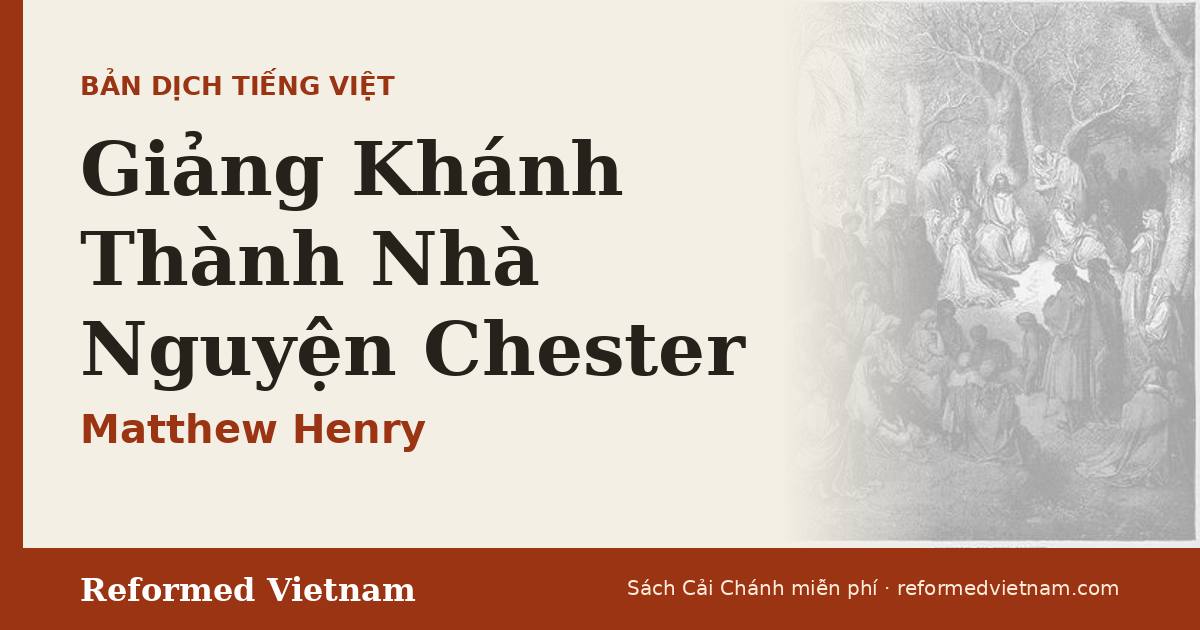 BẢN DỊCH TIẾNG VIỆT
Giảng Khánh
Thành Nhà
Nguyện Chester
Matthew Henry
Reformed Vietnam
Sách Cải Chánh miễn phí · reformedvietnam.com